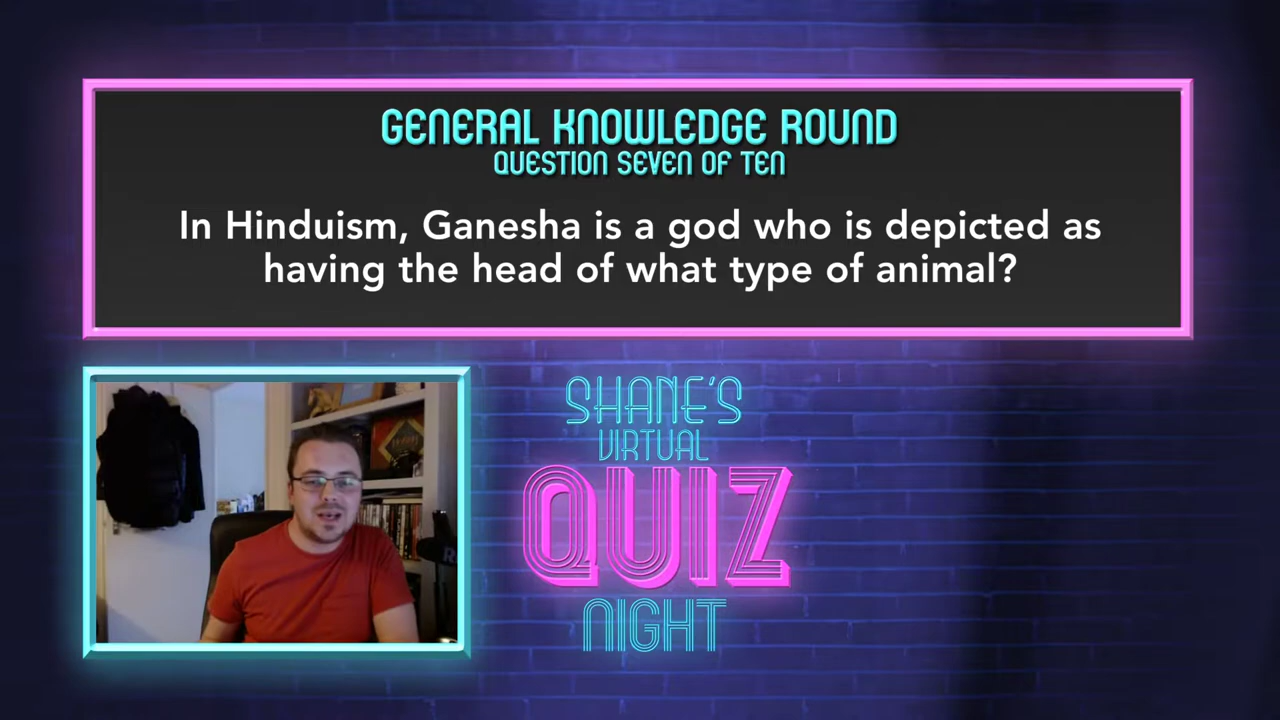 GENERAL KNOWLEDGE ROUND
QUESTION SEVEN OF TEN
In Hinduism, Ganesha is a god who is depicted as
having the head of what type of animal?
SHANE'S
VIRTUAL
QUIZ
NIGHT